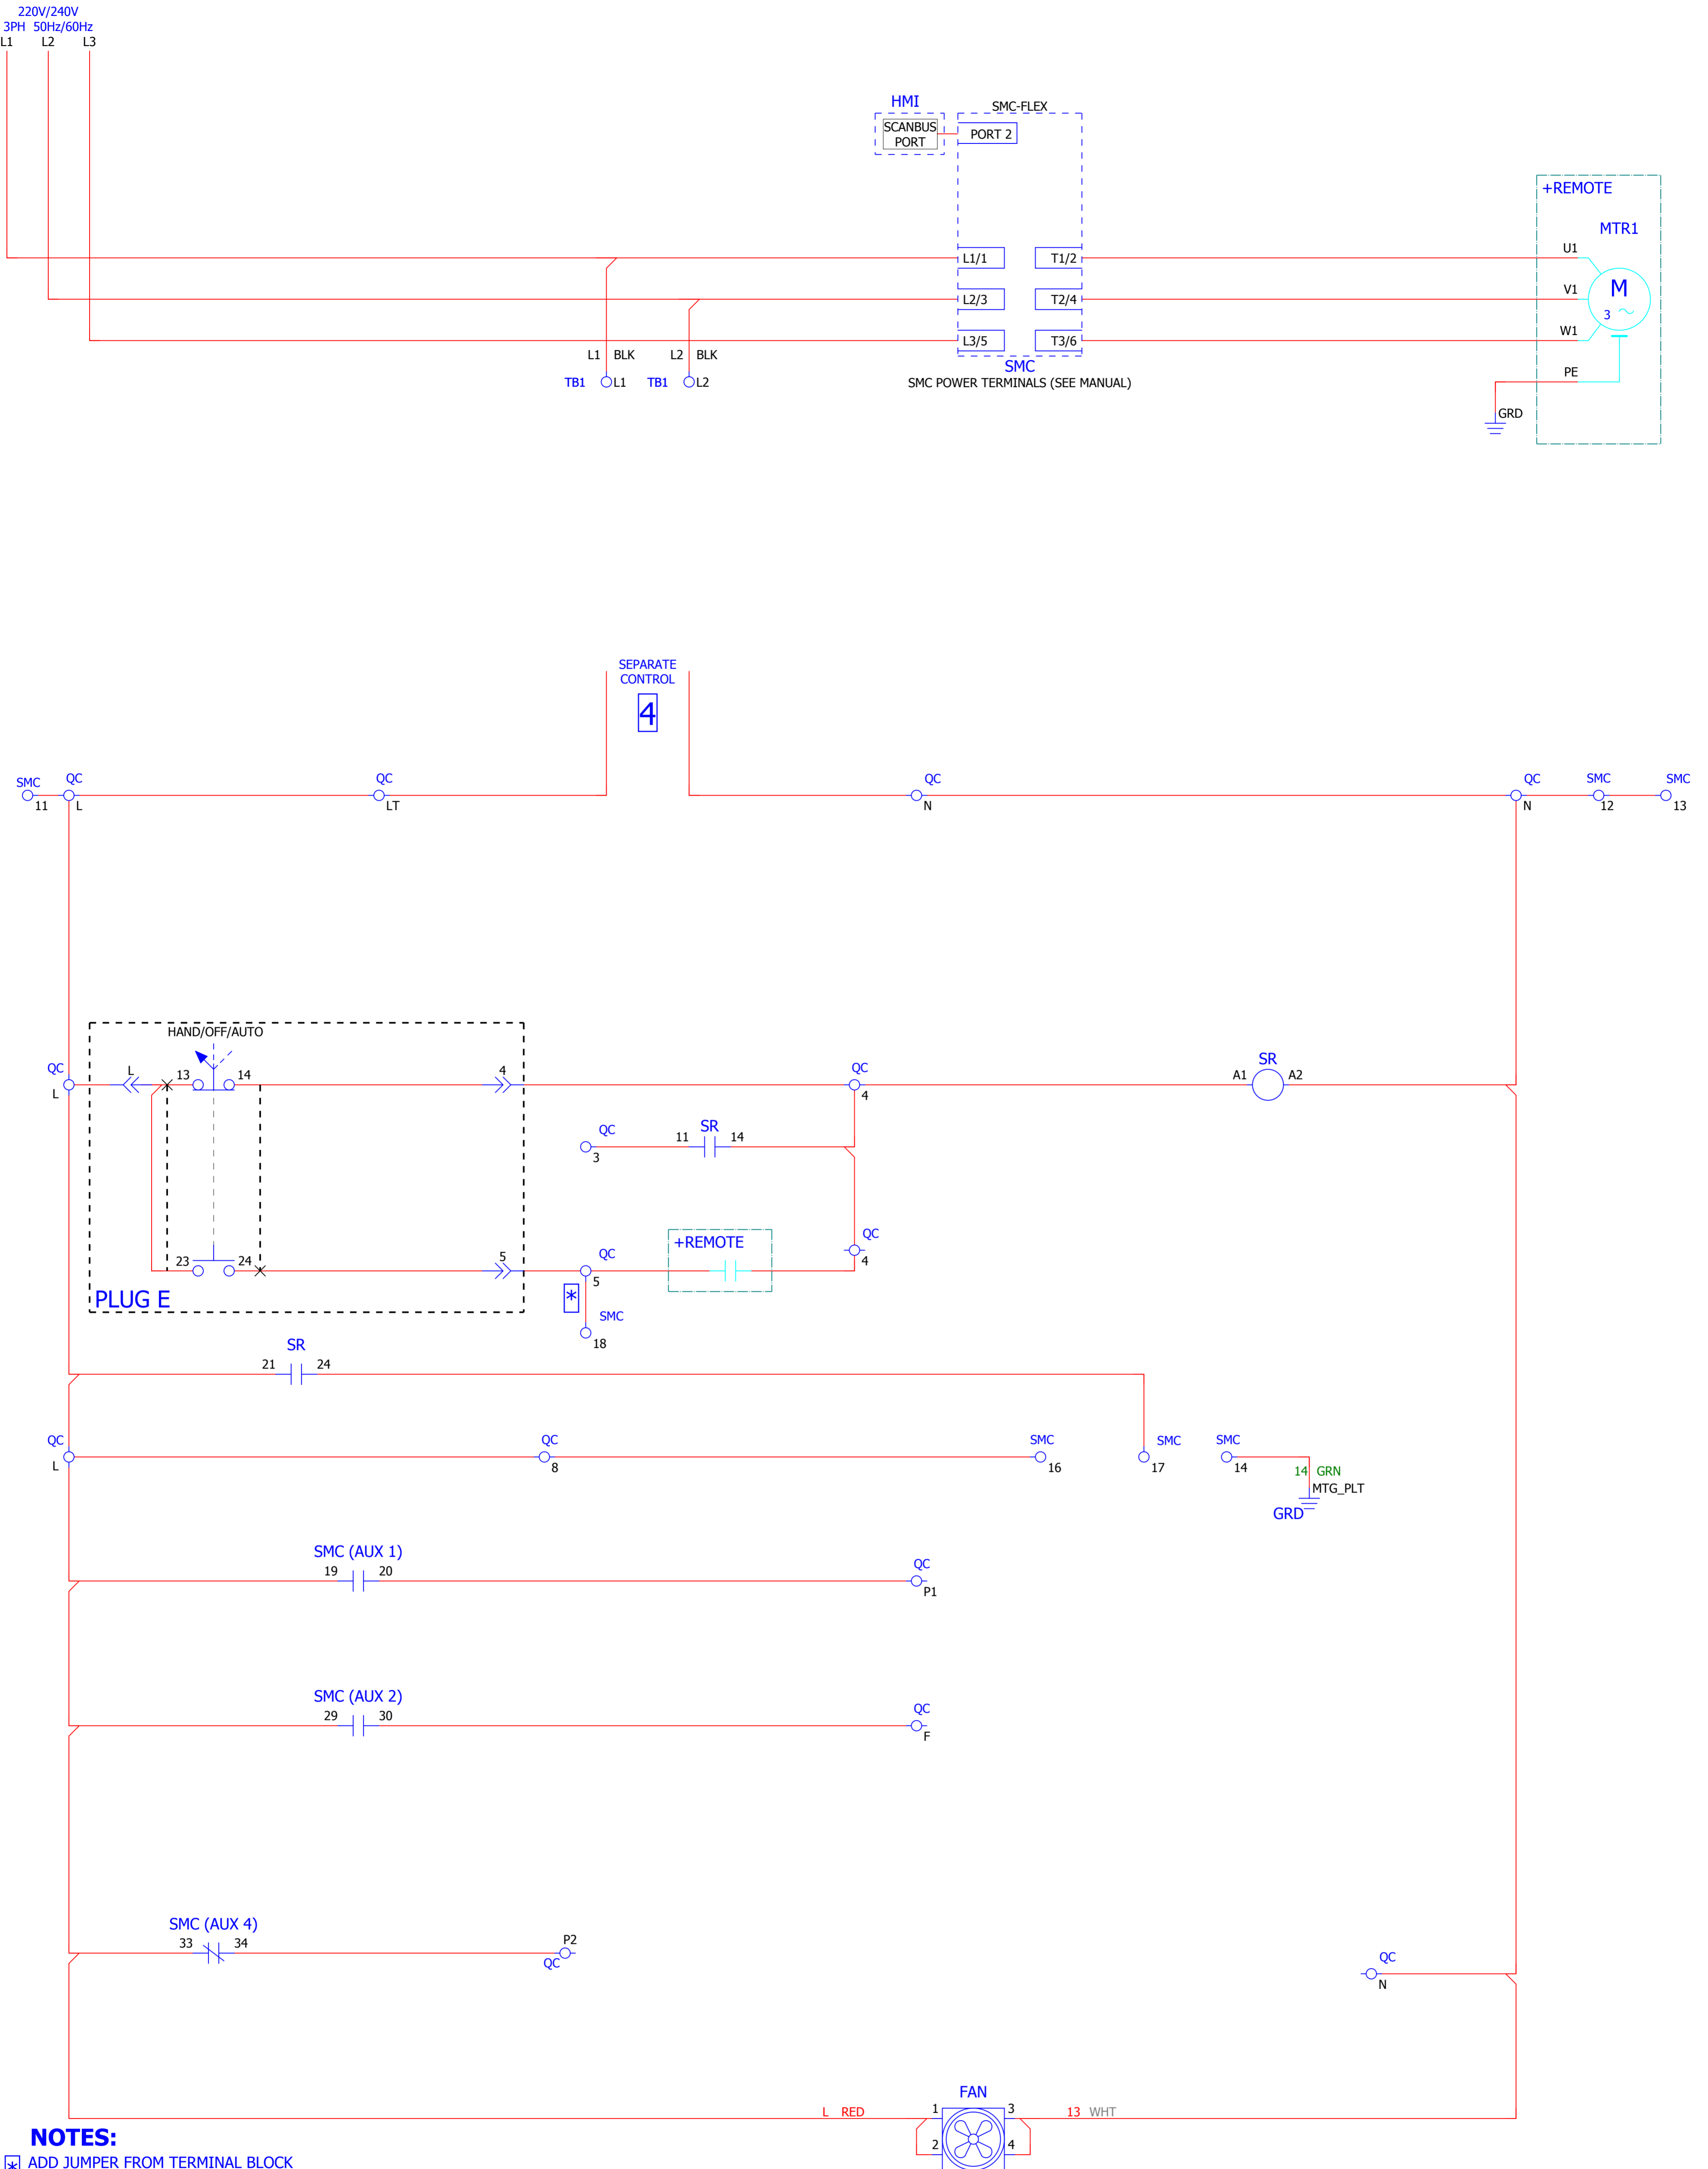 220V/240V
3PH 50Hz/60Hz
L1 L2 L3
HMI
SMC-FLEX
SCANBUS
PORT
PORT 2
+REMOTE
MTR1
U1
L1/1 T1/2
V1
M
3
L2/3 T2/4
W1
L3/5 T3/6
L1 BLK L2 BLK
SMC
PE
TB1 L1 TB1 L2
SMC POWER TERMINALS (SEE MANUAL)
GRD
SEPARATE
CONTROL
4
SMC QC QC QC QC SMC SMC
11 L LT N N 12 13
HAND/OFF/AUTO
SR
QC L 13 14 4 QC A1 A2
L 4
SR
QC 11 14
3
QC
+REMOTE
23 24 5 QC 4
5
PLUG E
*
SMC
18
SR
21 24
QC QC SMC SMC SMC
L 8 16 17 14
14 GRN
MTG_PLT
GRD
SMC (AUX 1)
19 20 QC
P1
SMC (AUX 2)
29 30 QC
F
SMC (AUX 4)
33 34 P2
QC
QC
N
FAN
L RED 1 3 13 WHT
2 4
NOTES:
* ADD JUMPER FROM TERMINAL BLOCK